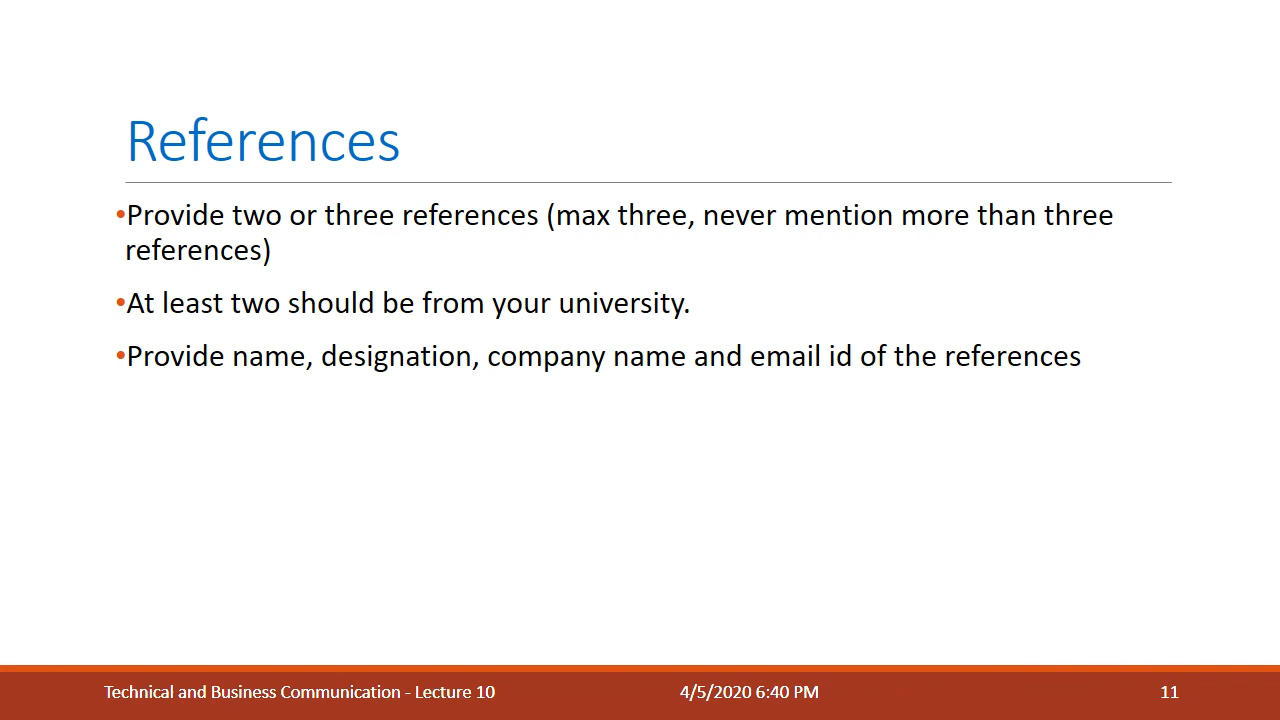 References
•Provide two or three references (max three, never mention more than three
references)
•At least two should be from your university.
•Provide name, designation, company name and email id of the references
Technical and Business Communication - Lecture 10
4/5/2020 6:40 PM
11